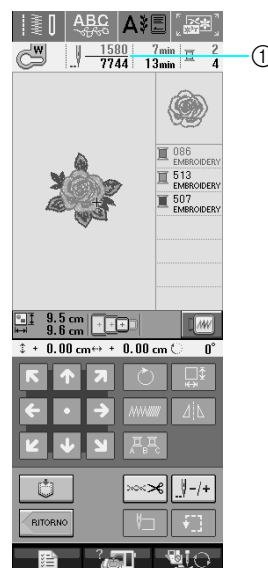 ABC A
W 1580 7min 2
7744 13min 4
①
086
EMBROIDERY
513
EMBROIDERY
507
EMBROIDERY
9.5 cm
9.6 cm
+ 0.00 cm + 0.00 cm 0°
A B C
-/+
RITORNO
?